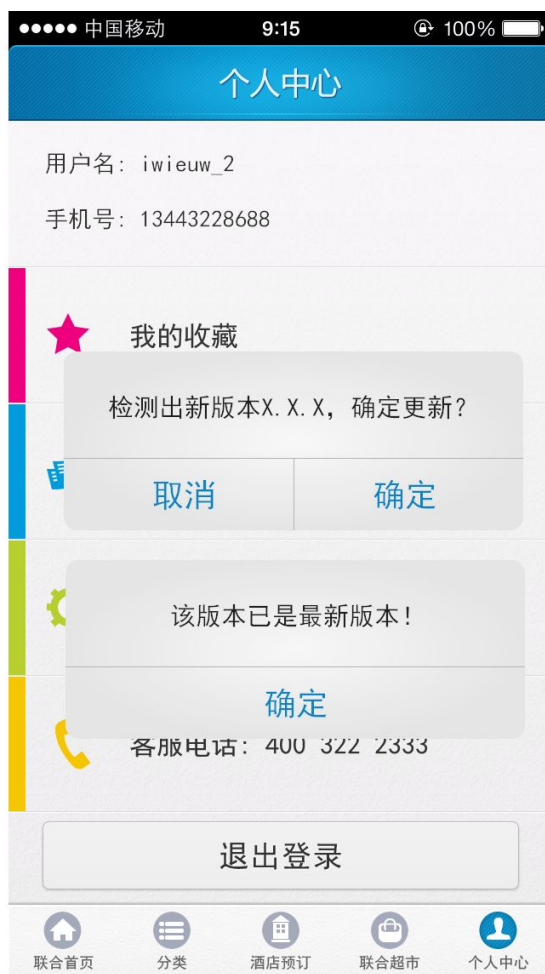 中国移动 9:15 100%
个人中心
用户名: iwieuw_2
手机号: 13443228688
我的收藏
检测出新版本X.X.X，确定更新？
取消 确定
该版本已是最新版本！
确定
客服电话: 400 322 2333
退出登录
联合首页 分类 酒店预订 联合超市 个人中心